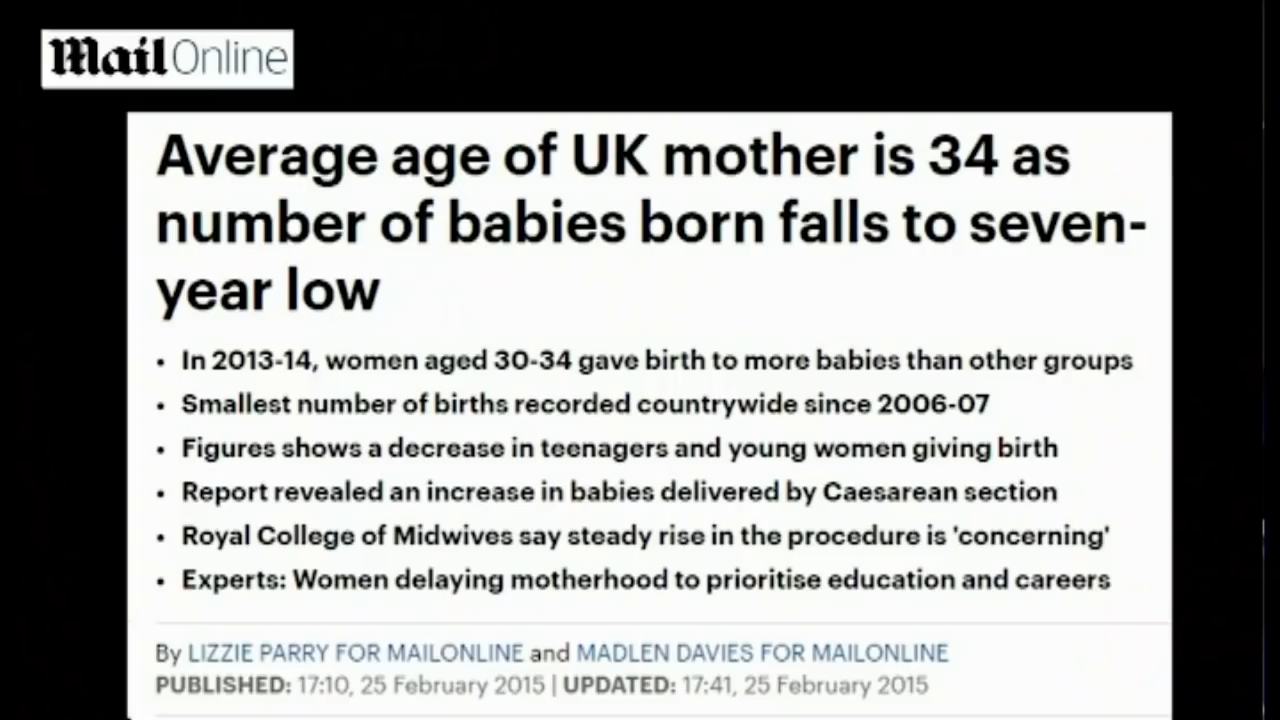 Mail Online
Average age of UK mother is 34 as
number of babies born falls to seven-
year low
• In 2013-14, women aged 30-34 gave birth to more babies than other groups
• Smallest number of births recorded countrywide since 2006-07
• Figures shows a decrease in teenagers and young women giving birth
• Report revealed an increase in babies delivered by Caesarean section
• Royal College of Midwives say steady rise in the procedure is 'concerning'
• Experts: Women delaying motherhood to prioritise education and careers
By LIZZIE PARRY FOR MAILONLINE and MADLEN DAVIES FOR MAILONLINE
PUBLISHED: 17:10, 25 February 2015 | UPDATED: 17:41, 25 February 2015